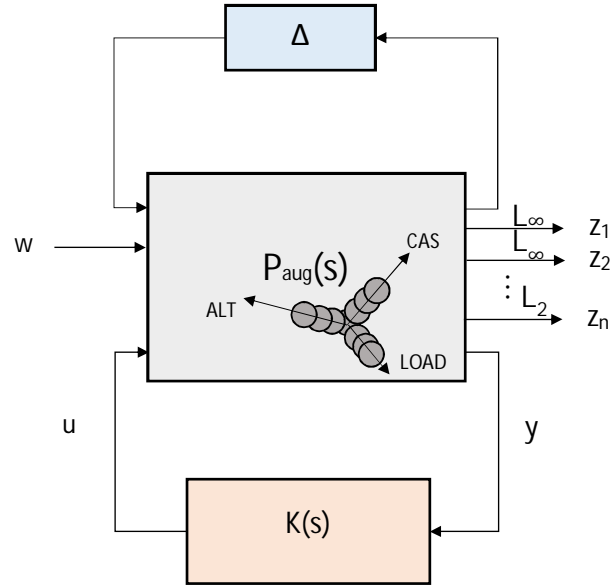 Δ
L∞
z1
w
L∞
z2
CAS
Paug(s)
⋮
L2
zn
ALT
LOAD
u
y
K(s)